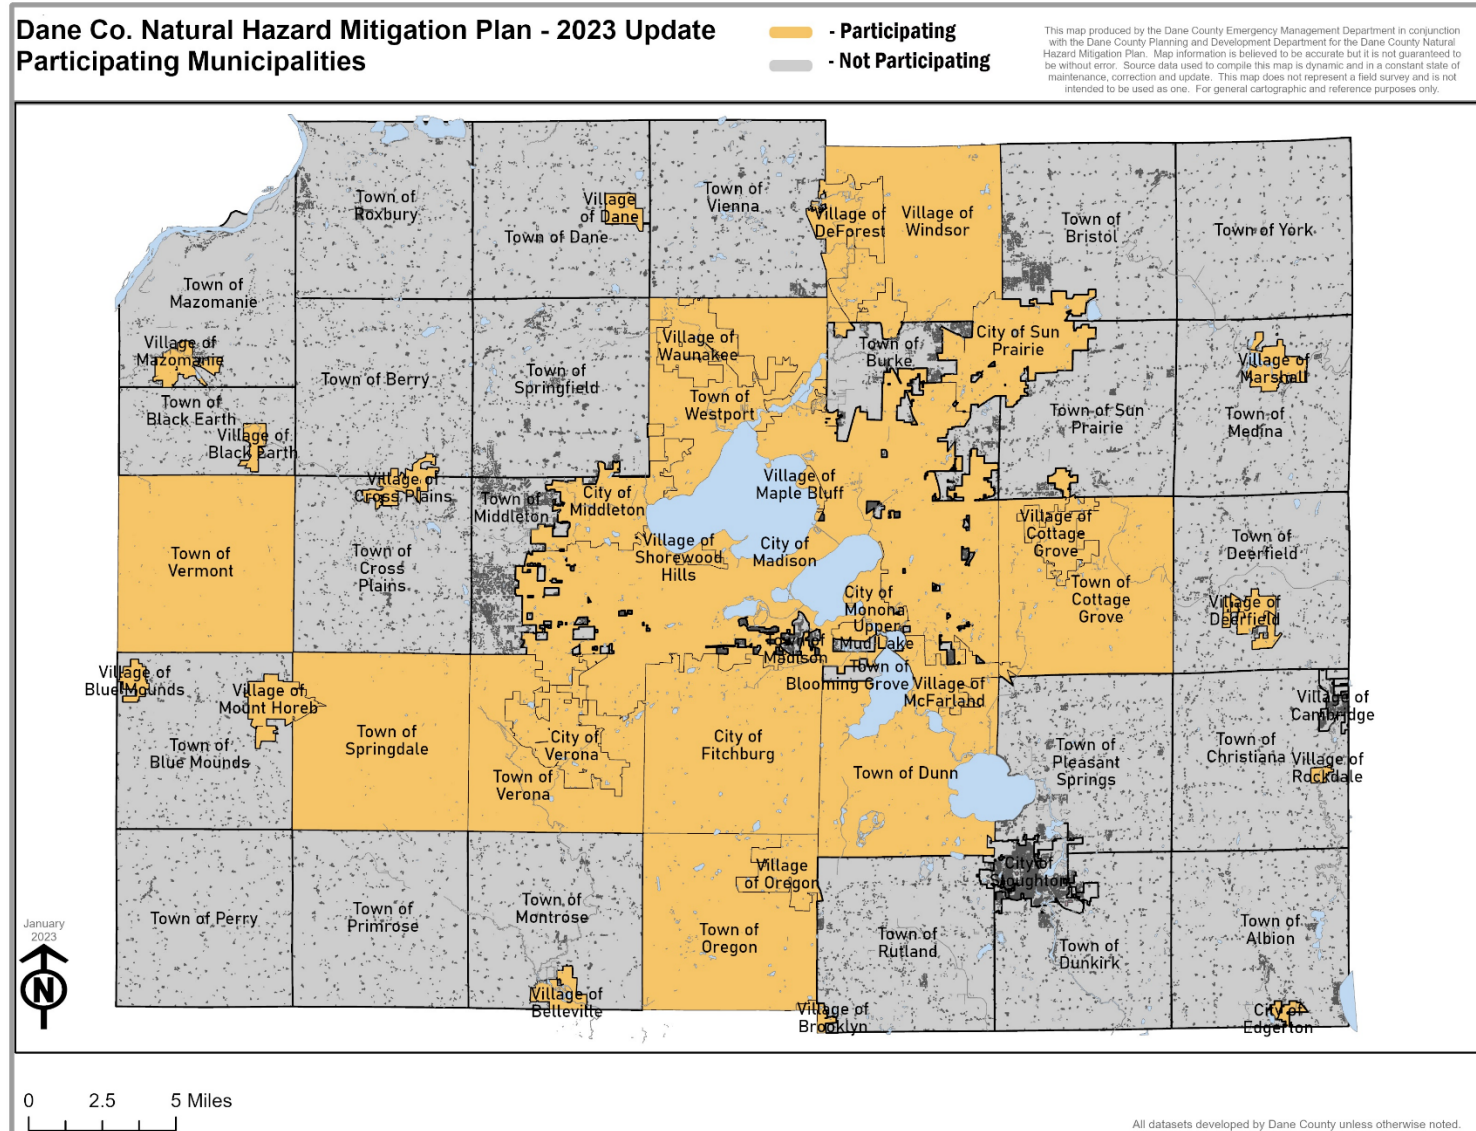 Dane Co. Natural Hazard Mitigation Plan - 2023 Update
Participating Municipalities
- Participating
- Not Participating
This map produced by the Dane County Emergency Management Department in conjunction
with the Dane County Planning and Development Department for the Dane County Natural
Hazard Mitigation Plan. Map information is believed to be accurate but it is not guaranteed to
be without error. Source data used to compile this map is dynamic and in a constant state of
maintenance, correction and update. This map does not represent a field survey and is not
intended to be used as one. For general cartographic and reference purposes only.
Town of
Roxbury
Village
of Dane
Town of Dane
Town of
Vienna
Village of
DeForest
Village of
Windsor
Town of
Bristol
Town of York
Town of
Mazomanie
Village of
Mazomanie
Town of
Black Earth
Village of
Black Earth
Town of Berry
Town of
Springfield
Village of
Waunakee
Town of
Westport
Town of
Burke
City of Sun
Prairie
Town of Sun
Prairie
Village of
Marshall
Town of
Medina
Village of
Cross Plains
Town of
Middleton
City of
Middleton
Village of
Maple Bluff
Town of
Vermont
Town of
Cross
Plains
Village of
Shorewood
Hills
City of
Madison
Village of
Cottage
Grove
Town of
Cottage
Grove
Town of
Deerfield
Village of
Deerfield
City of
Monona
Upper
Mud Lake
Town of
Madison
Town of
Blooming Grove
Village of
McFarland
Village of
Blue Mounds
Village of
Mount Horeb
Town of
Blue Mounds
Town of
Springdale
City of
Verona
Town of
Verona
City of
Fitchburg
Town of Dunn
Town of
Pleasant
Springs
Town of
Christiana
Village of
Cambridge
Village of
Rockdale
Town of Perry
Town of
Primrose
Town of
Montrose
Village of
Belleville
Village
of Oregon
Town of
Oregon
Village of
Brooklyn
Town of
Rutland
City of
Stoughton
Town of
Dunkirk
Town of
Albion
City of
Edgerton
January
2023
N
0 2.5 5 Miles
All datasets developed by Dane County unless otherwise noted.